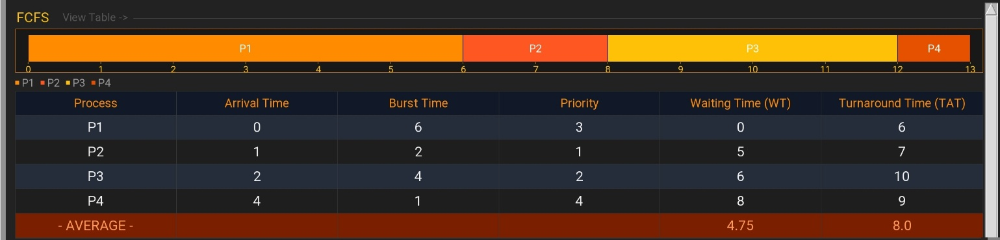 FCFS View Table ->
P1 P2 P3 P4
0 1 2 3 4 5 6 7 8 9 10 11 12 13
P1 P2 P3 P4
Process Arrival Time Burst Time Priority Waiting Time (WT) Turnaround Time (TAT)
P1 0 6 3 0 6
P2 1 2 1 5 7
P3 2 4 2 6 10
P4 4 1 4 8 9
- AVERAGE - 4.75 8.0